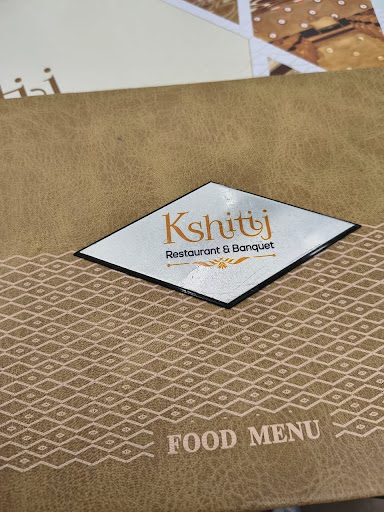 Kshitij
Restaurant & Banquet
FOOD MENU